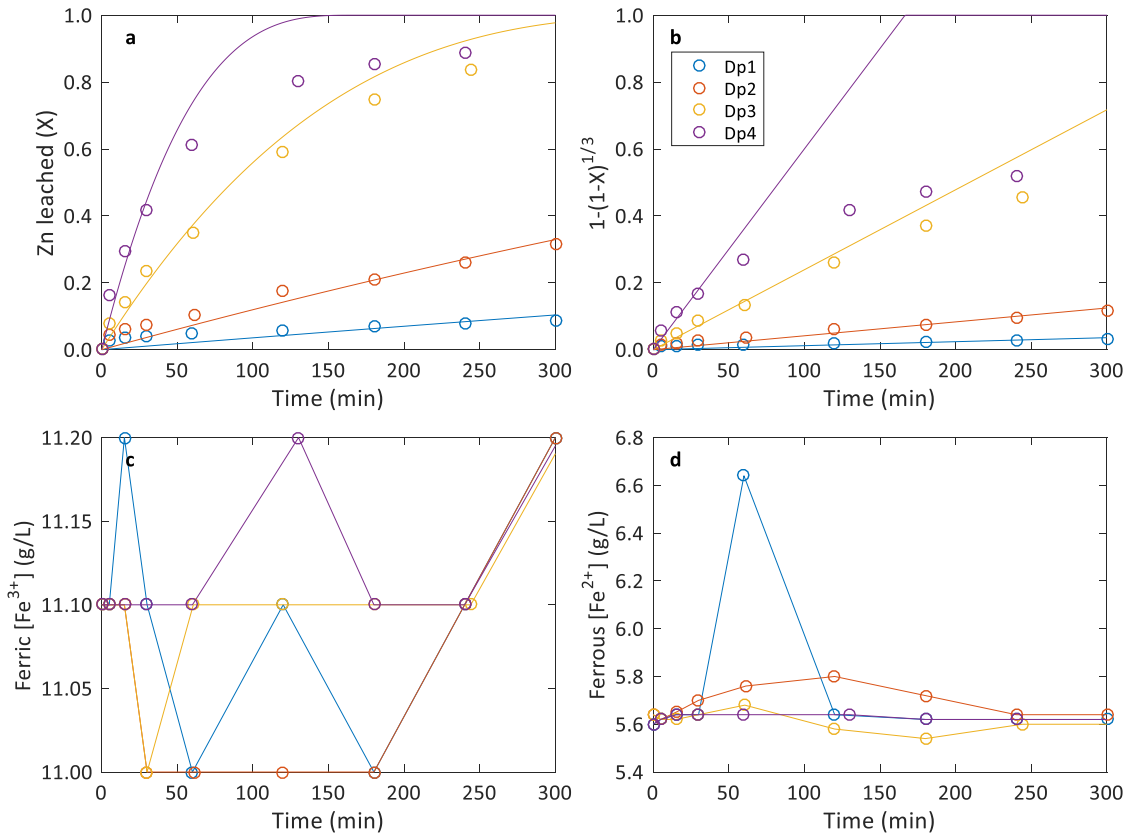 a
1.0
0.8
0.6
0.4
0.2
0.0
Zn leached (X)
0 50 100 150 200 250 300
Time (min)
b
Dp1
Dp2
Dp3
Dp4
1.0
0.8
0.6
0.4
0.2
0.0
1-(1-X)^{1/3}
0 50 100 150 200 250 300
Time (min)
c
11.20
11.15
11.10
11.05
11.00
Ferric [Fe^{3+}] (g/L)
0 50 100 150 200 250 300
Time (min)
d
6.8
6.6
6.4
6.2
6.0
5.8
5.6
5.4
Ferrous [Fe^{2+}] (g/L)
0 50 100 150 200 250 300
Time (min)